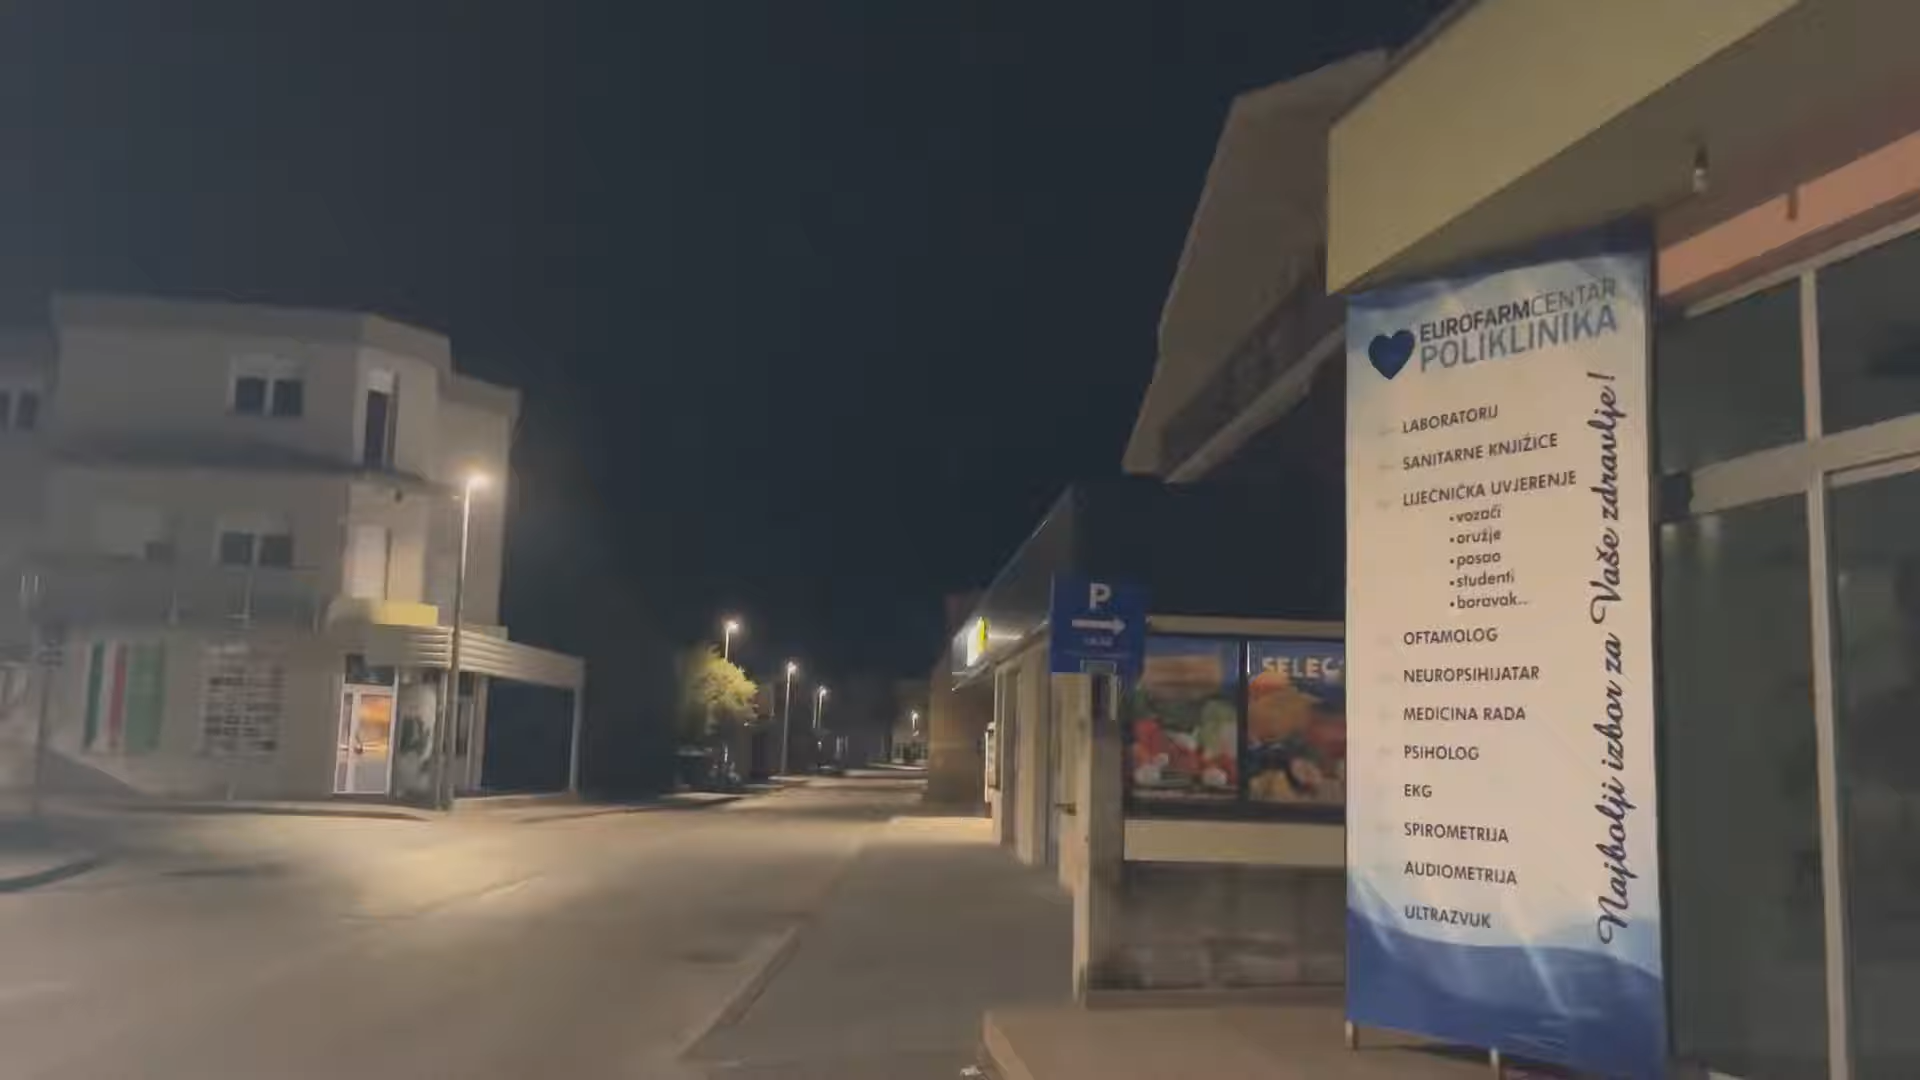 EUROFARMCENTAR
POLIKLINIKA
LABORATORIJ
SANITARNE KNJIŽICE
LIJEČNIČKA UVJERENJE
•vozači
•oružje
•posao
•studenti
•boravak...
OFTAMOLOG
NEUROPSIHIJATAR
MEDICINA RADA
PSIHOLOG
EKG
SPIROMETRIJA
AUDIOMETRIJA
ULTRAZVUK
Najbolji izbor za Vaše zdravlje!
P
SELEC